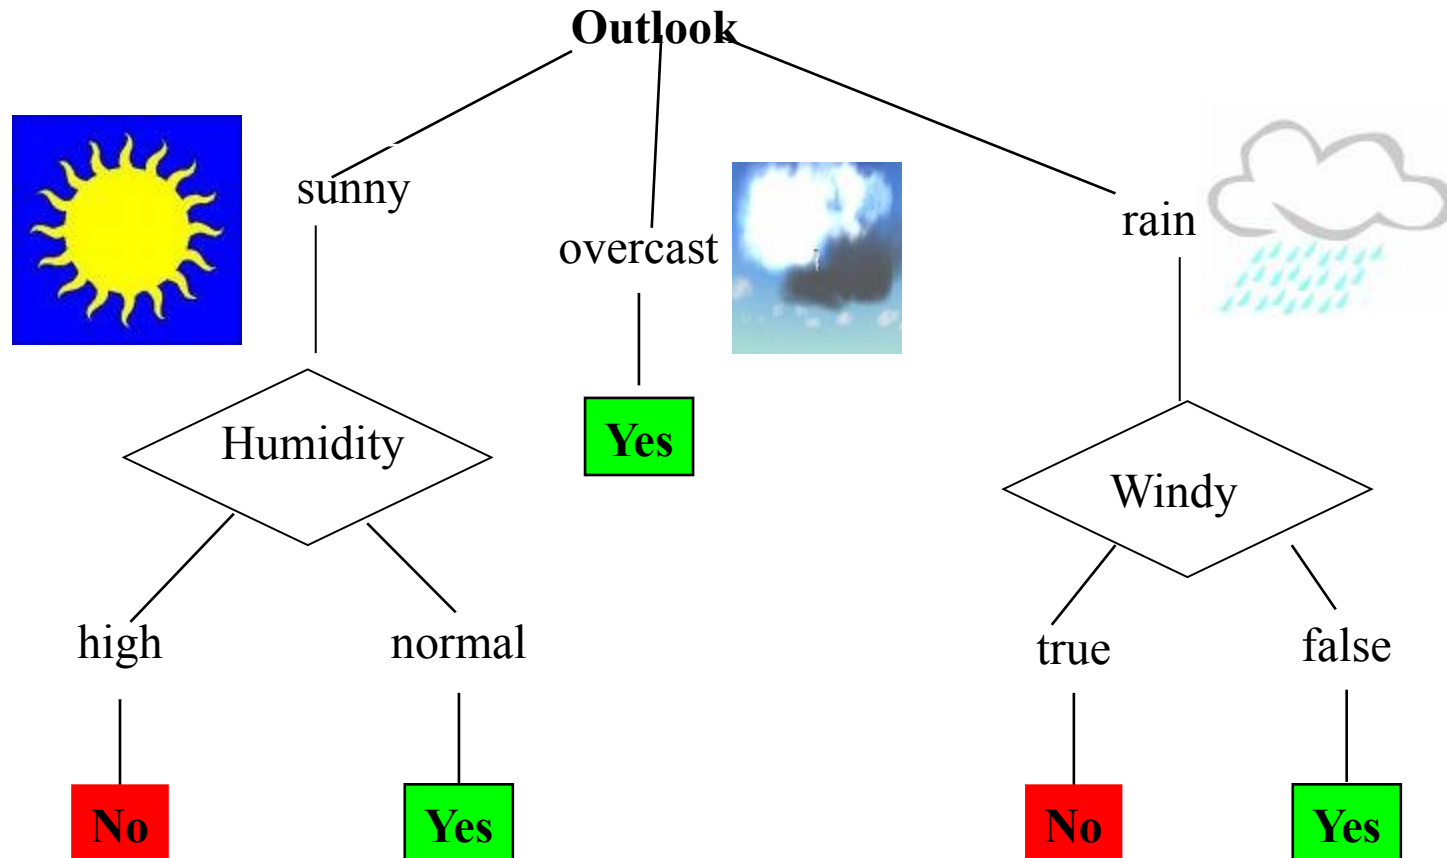 Outlook
sunny
overcast
rain
Humidity
Yes
Windy
high
normal
true
false
No
Yes
No
Yes